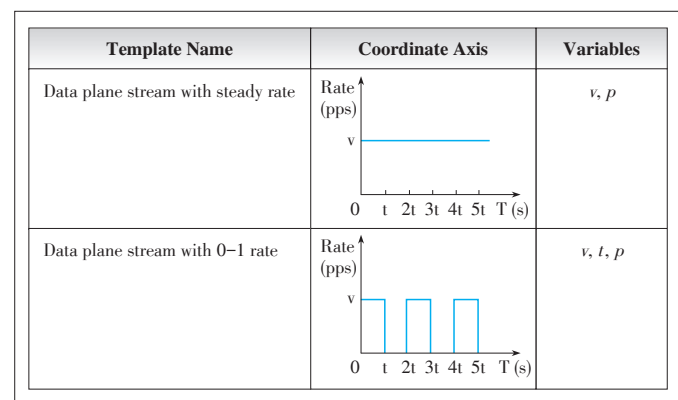 Template Name Coordinate Axis Variables
Data plane stream with steady rate
Rate
(pps)
v
0 t 2t 3t 4t 5t T (s)
v, p
Data plane stream with 0−1 rate
Rate
(pps)
v
0 t 2t 3t 4t 5t T (s)
v, t, p